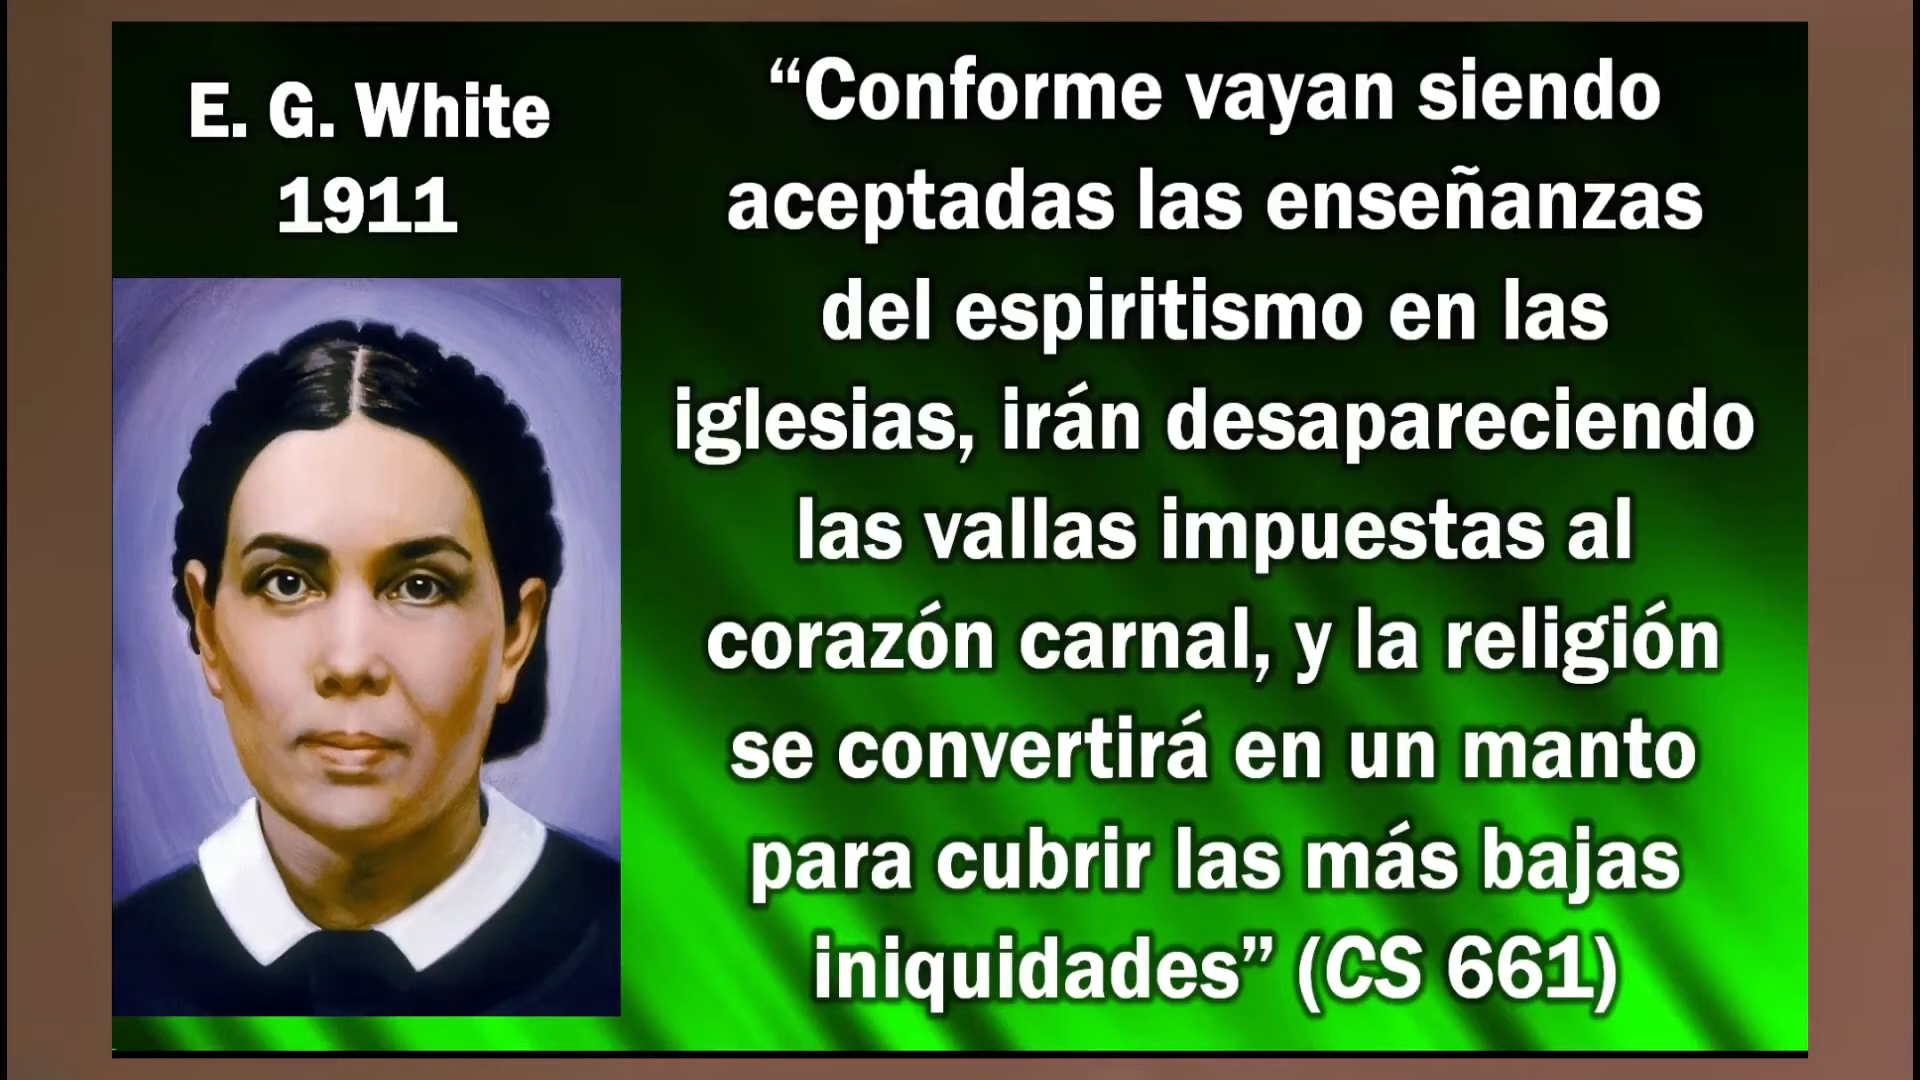 E. G. White
1911
“Conforme vayan siendo
aceptadas las enseñanzas
del espiritismo en las
iglesias, irán desapareciendo
las vallas impuestas al
corazón carnal, y la religión
se convertirá en un manto
para cubrir las más bajas
iniquidades” (CS 661)